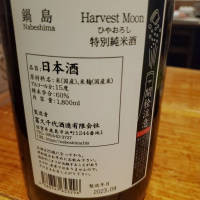 鍋島
Nabeshima
Harvest Moon
ひやおろし
特別純米酒
品名:日本酒
原材料名:米(国産)、米麹(国産米)
アルコール分:15度
精米歩合:60%
内 容 量:1,800ml
製造者
富久千代酒造有限会社
製造年月
2023.09